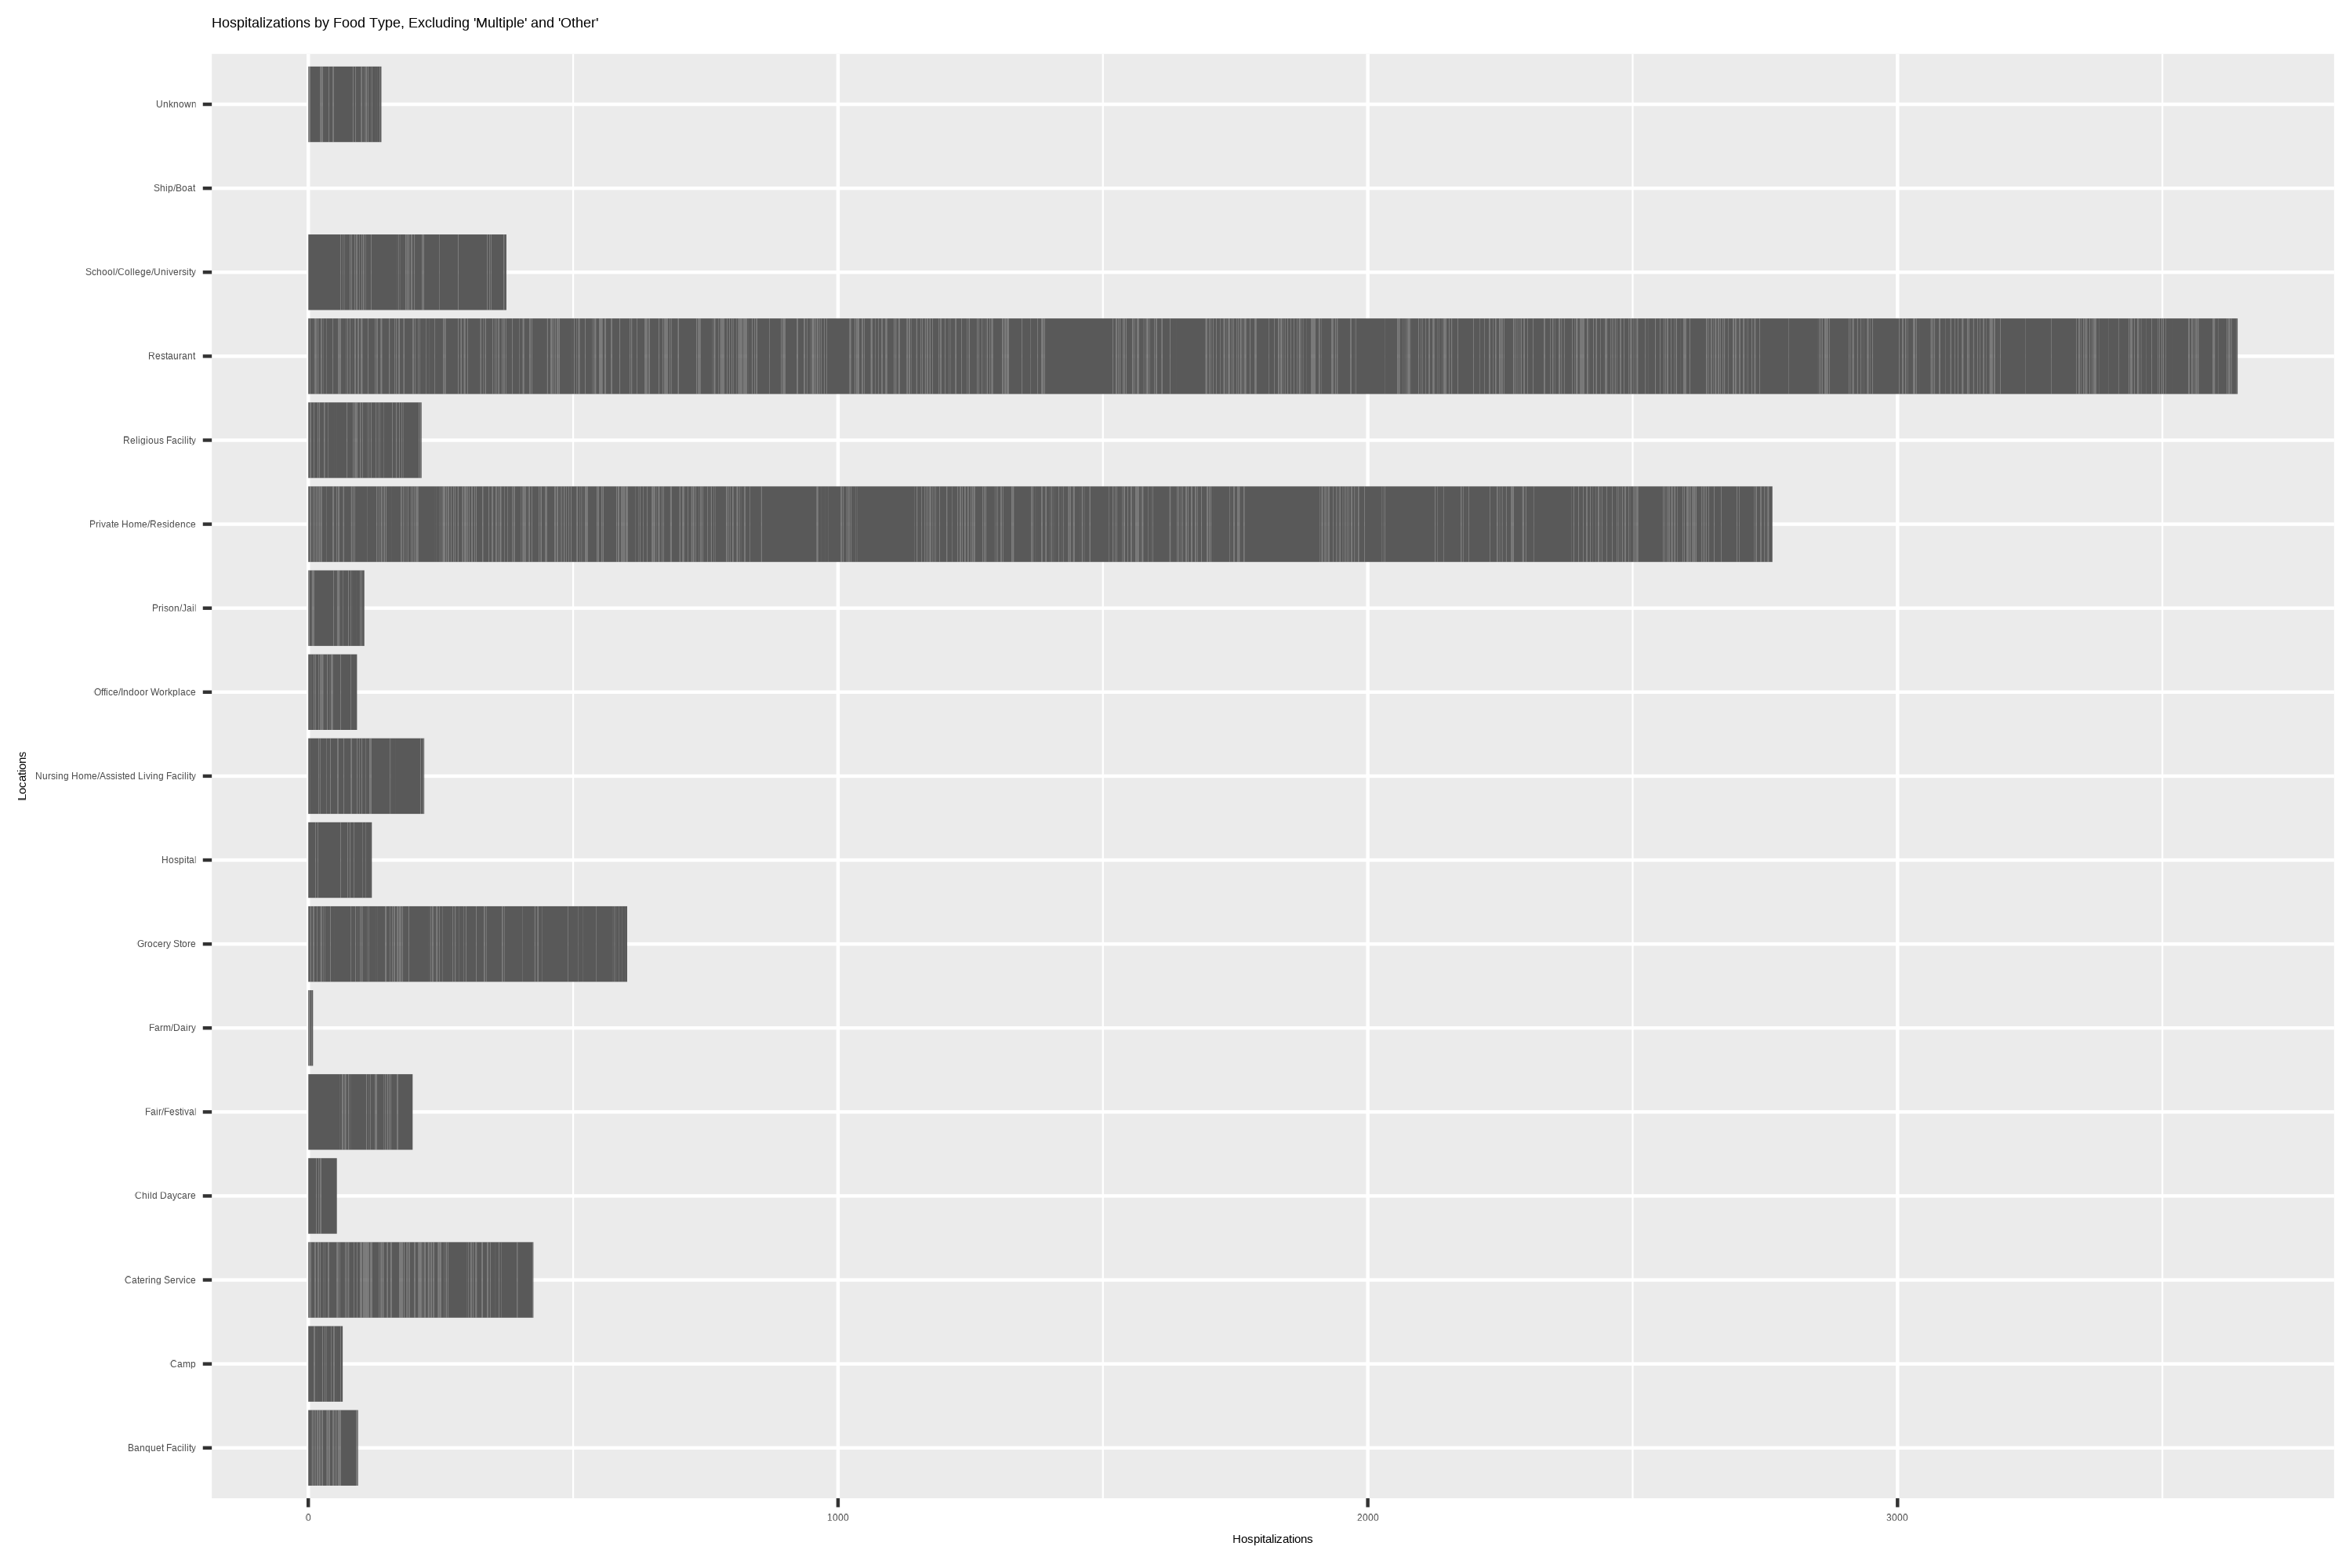 Hospitalizations by Food Type, Excluding 'Multiple' and 'Other'
Unknown
Ship/Boat
School/College/University
Restaurant
Religious Facility
Private Home/Residence
Prison/Jail
Office/Indoor Workplace
Nursing Home/Assisted Living Facility
Hospital
Grocery Store
Farm/Dairy
Fair/Festival
Child Daycare
Catering Service
Camp
Banquet Facility
Locations
0
1000
2000
3000
Hospitalizations